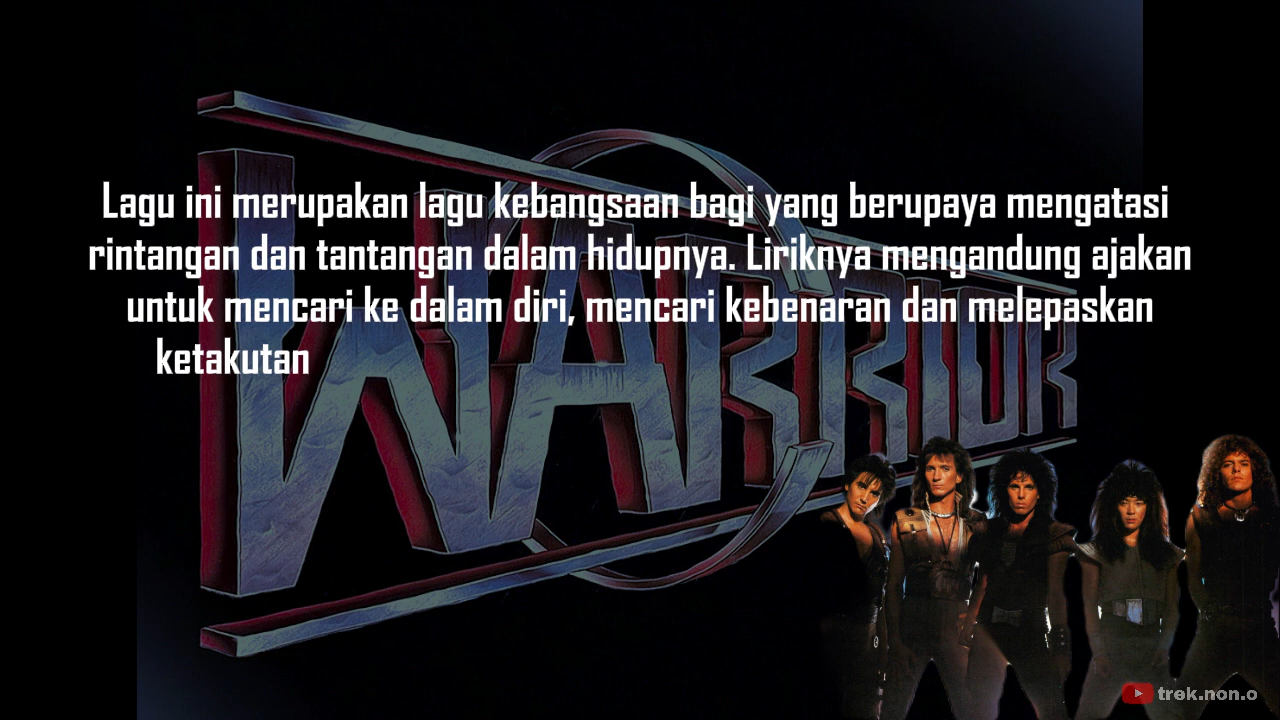 Lagu ini merupakan lagu kebangsaan bagi yang berupaya mengatasi
rintangan dan tantangan dalam hidupnya. Liriknya mengandung ajakan
untuk mencari ke dalam diri, mencari kebenaran dan melepaskan
ketakutan
WARRIOR
trek.non.o